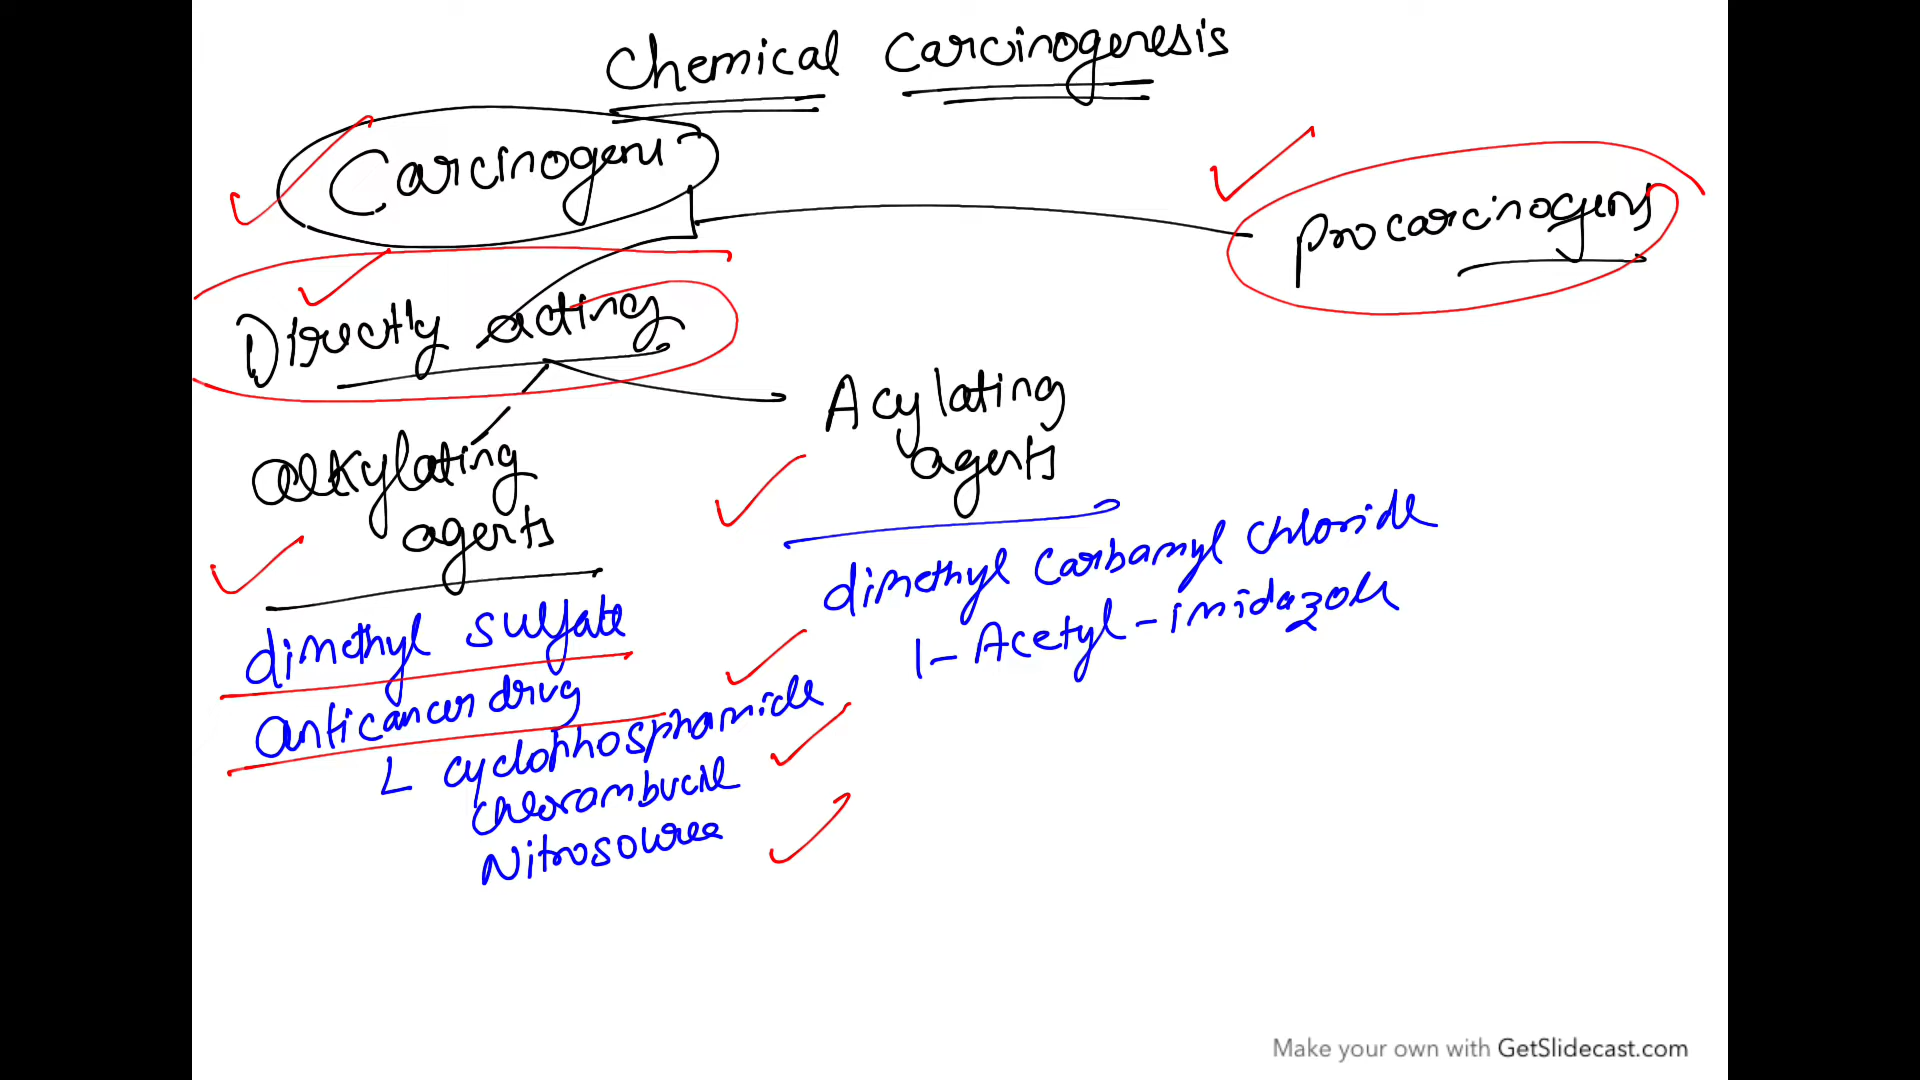 Chemical Carcinogenesis
Carcinogens
Procarcinogens
Directly acting
Acylating
agents
alkylating
agents
dimethyl carbamyl chloride
1-Acetyl-imidazole
dimethyl sulfate
anticancer drug
cyclophosphamide
chlorambucil
Nitrosourea
Make your own with GetSlidecast.com